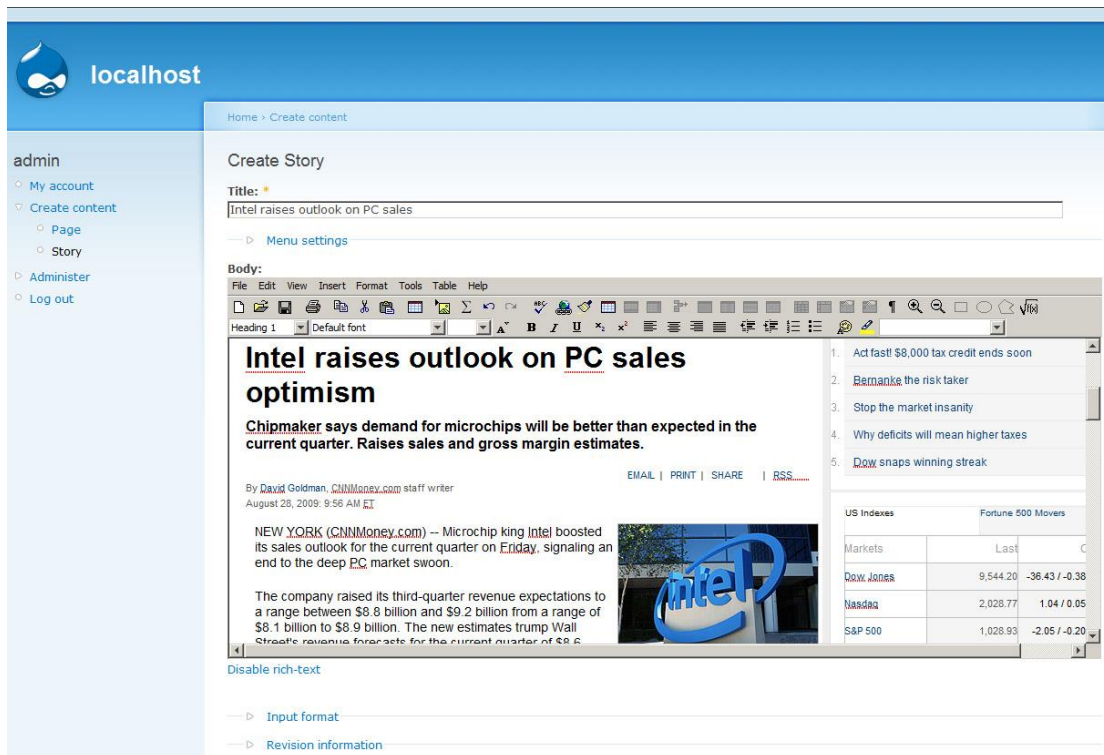 localhost
Home › Create content
admin
My account
Create content
Page
Story
Administer
Log out
Create Story
Title: *
Intel raises outlook on PC sales
Menu settings
Body:
File Edit View Insert Format Tools Table Help
Heading 1 Default font
Intel raises outlook on PC sales
optimism
Chipmaker says demand for microchips will be better than expected in the
current quarter. Raises sales and gross margin estimates.
EMAIL | PRINT | SHARE | RSS
By David Goldman, CNNMoney.com staff writer
August 28, 2009: 9:56 AM ET
NEW YORK (CNNMoney.com) -- Microchip king Intel boosted
its sales outlook for the current quarter on Friday, signaling an
end to the deep PC market swoon.
The company raised its third-quarter revenue expectations to
a range between $8.8 billion and $9.2 billion from a range of
$8.1 billion to $8.9 billion. The new estimates trump Wall
Street's revenue forecasts for the current quarter of $8.6
intel
1. Act fast! $8,000 tax credit ends soon
2. Bernanke the risk taker
3. Stop the market insanity
4. Why deficits will mean higher taxes
5. Dow snaps winning streak
US Indexes Fortune 500 Movers
Markets Last C
Dow Jones 9,544.20 -36.43 / -0.38
Nasdaq 2,028.77 1.04 / 0.05
S&P 500 1,028.93 -2.05 / -0.20
Disable rich-text
Input format
Revision information